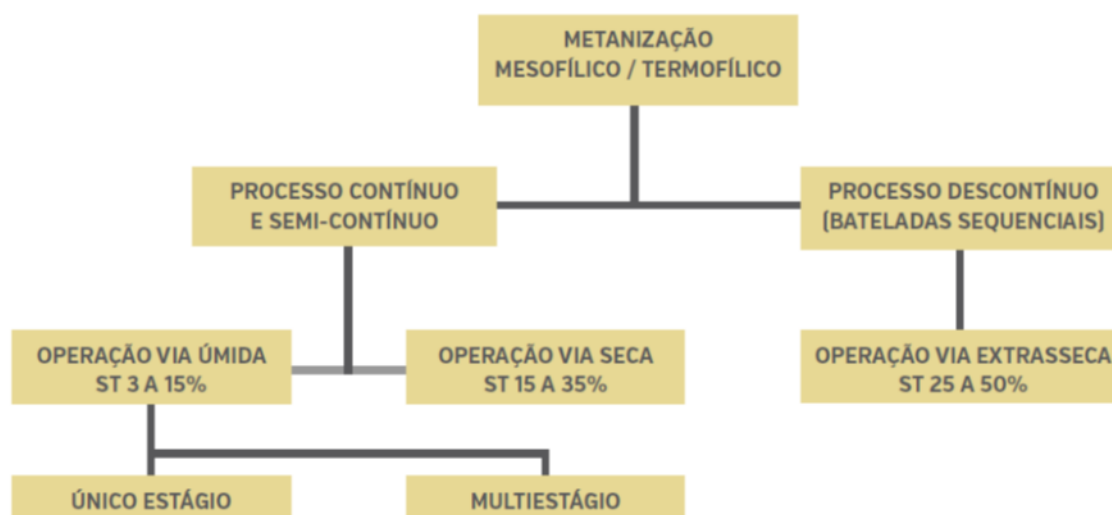 METANIZAÇÃO
MESOFÍLICO / TERMOFÍLICO
PROCESSO CONTÍNUO
E SEMI-CONTÍNUO
PROCESSO DESCONTÍNUO
(BATELADAS SEQUENCIAIS)
OPERAÇÃO VIA ÚMIDA
ST 3 A 15%
OPERAÇÃO VIA SECA
ST 15 A 35%
OPERAÇÃO VIA EXTRASSECA
ST 25 A 50%
ÚNICO ESTÁGIO
MULTIESTÁGIO